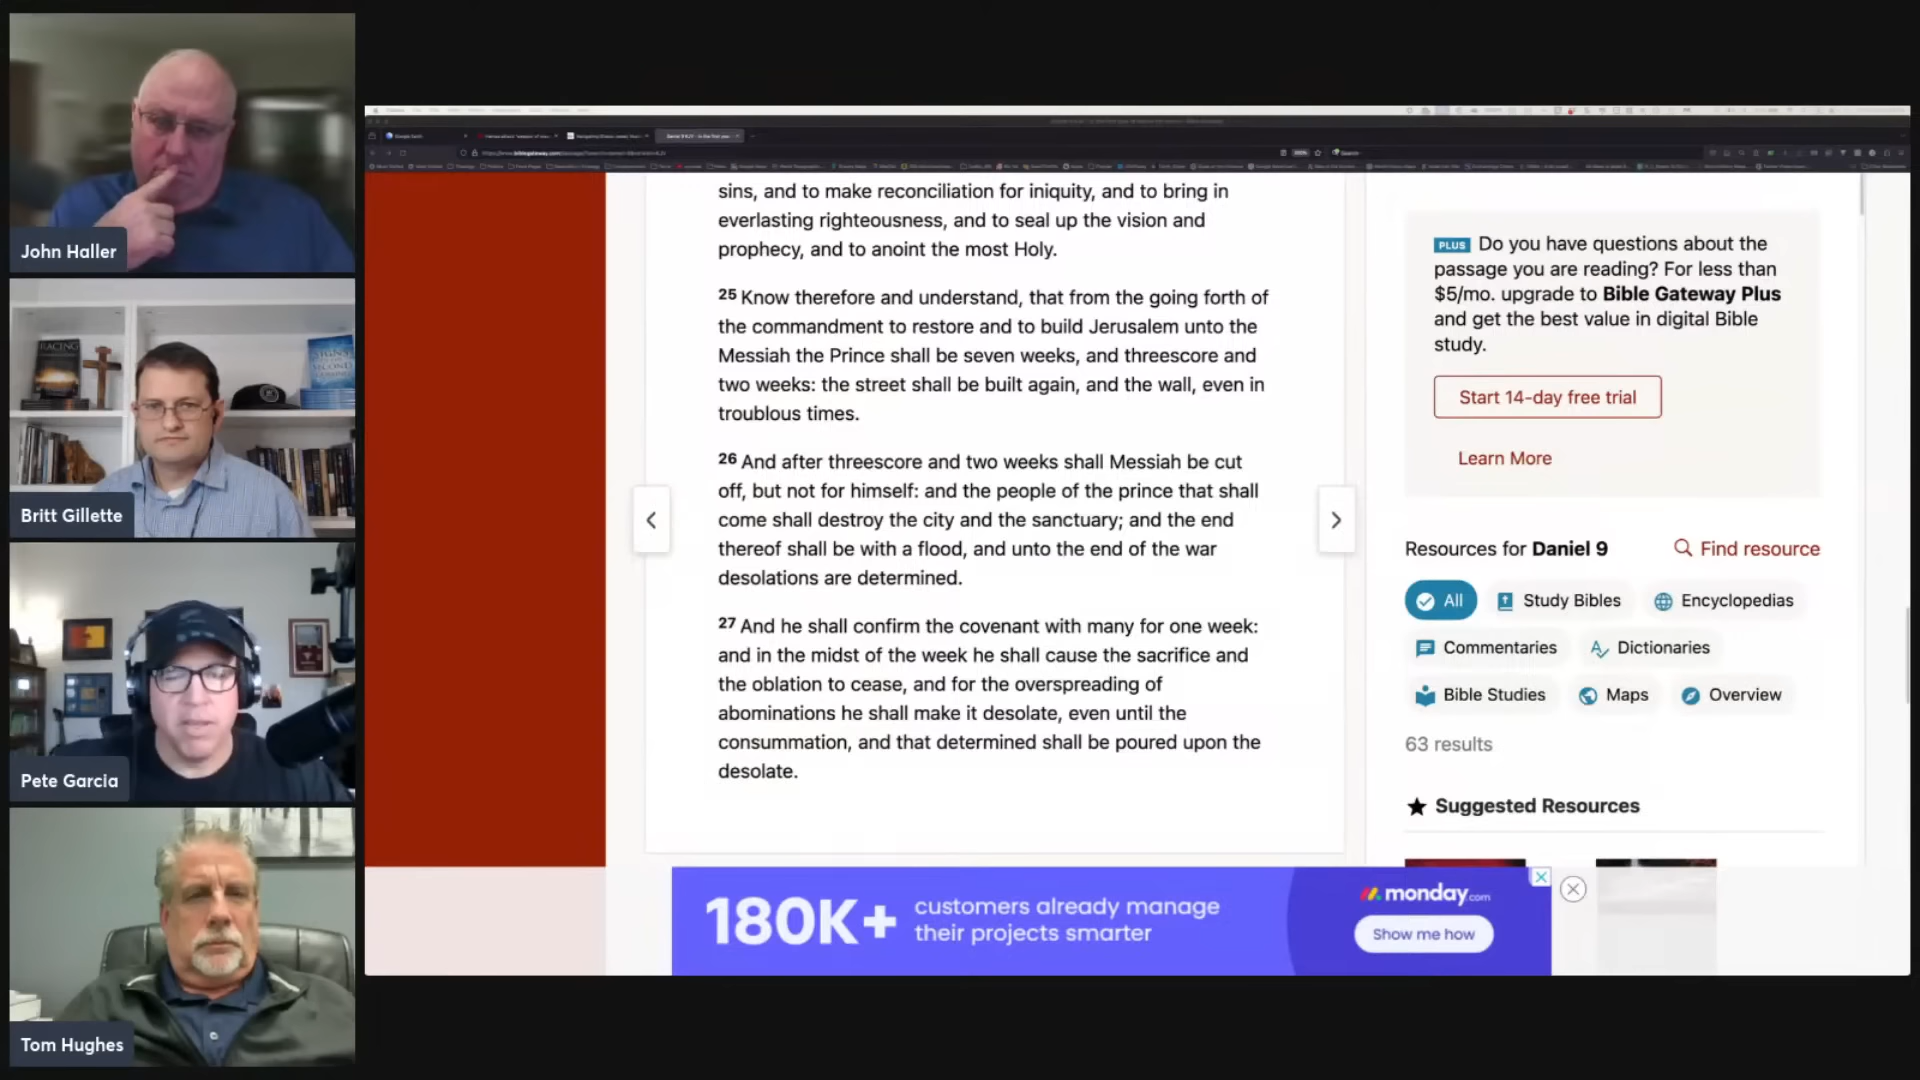 John Haller
RACING
SIGNS
SECOND
Britt Gillette
Pete Garcia
Tom Hughes
sins, and to make reconciliation for iniquity, and to bring in
everlasting righteousness, and to seal up the vision and
prophecy, and to anoint the most Holy.
25 Know therefore and understand, that from the going forth of
the commandment to restore and to build Jerusalem unto the
Messiah the Prince shall be seven weeks, and threescore and
two weeks: the street shall be built again, and the wall, even in
troublous times.
26 And after threescore and two weeks shall Messiah be cut
off, but not for himself: and the people of the prince that shall
come shall destroy the city and the sanctuary; and the end
thereof shall be with a flood, and unto the end of the war
desolations are determined.
27 And he shall confirm the covenant with many for one week:
and in the midst of the week he shall cause the sacrifice and
the oblation to cease, and for the overspreading of
abominations he shall make it desolate, even until the
consummation, and that determined shall be poured upon the
desolate.
PLUS Do you have questions about the
passage you are reading? For less than
$5/mo. upgrade to Bible Gateway Plus
and get the best value in digital Bible
study.
Start 14-day free trial
Learn More
Resources for Daniel 9 Find resource
All Study Bibles Encyclopedias
Commentaries Dictionaries
Bible Studies Maps Overview
63 results
Suggested Resources
180K+ customers already manage
their projects smarter
monday.com
Show me how